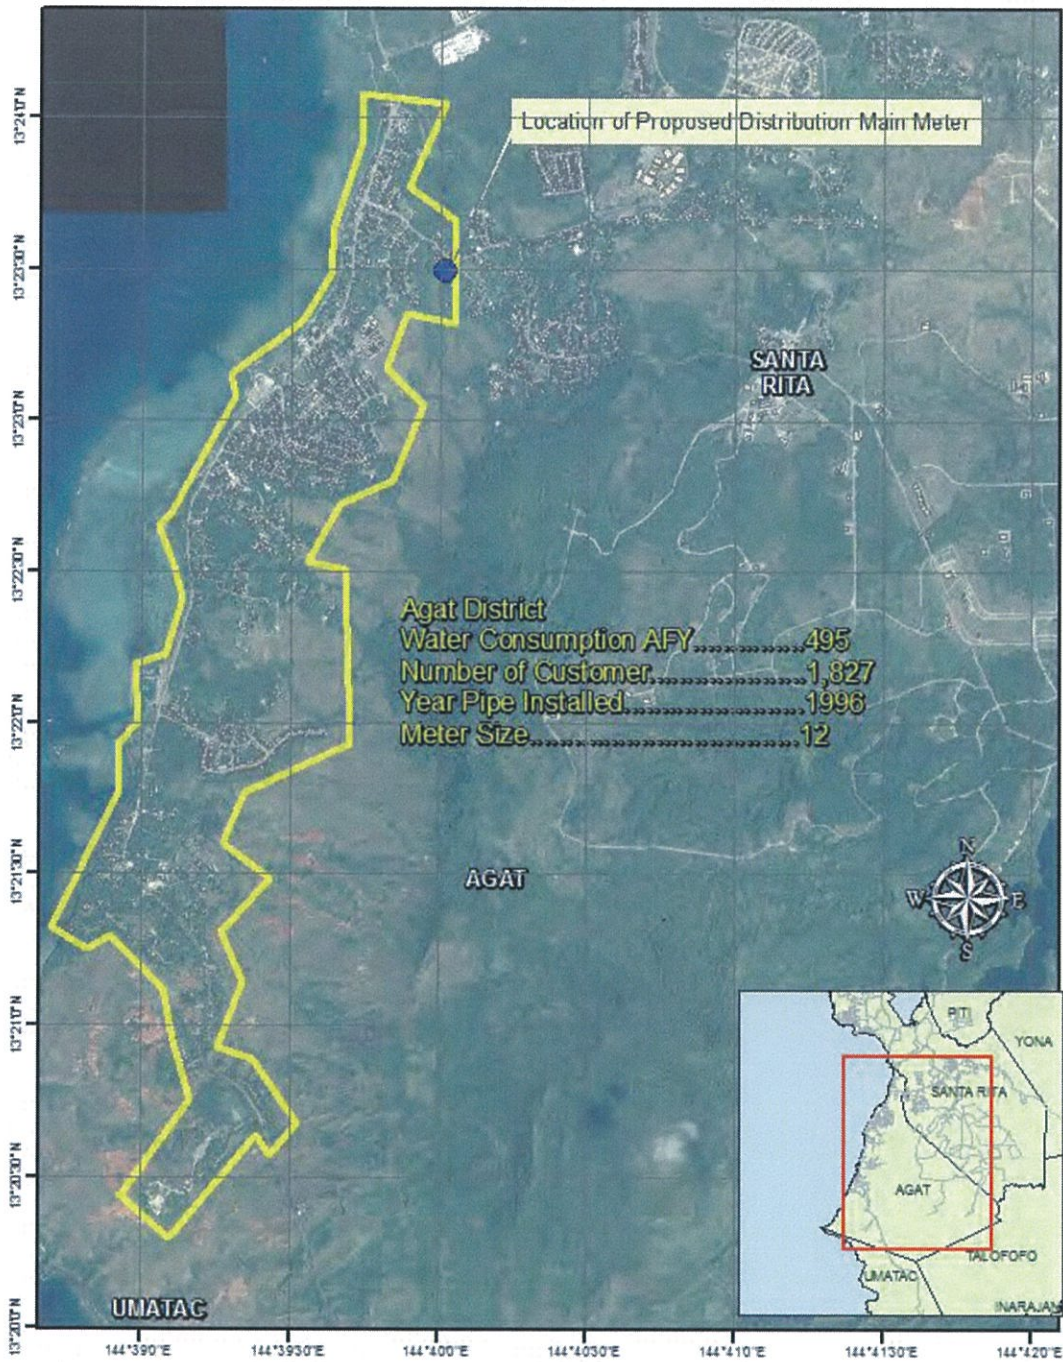 Location of Proposed Distribution Main Meter
SANTA
RITA
Agat District
Water Consumption AFY.............495
Number of Customer...................1,827
Year Pipe Installed......................1996
Meter Size.................................12
AGAT
N
W E
S
UMATAC
PITI
YONA
SANTA RITA
AGAT
TALOFOFO
UMATAC
INARAJAN
13°24'0"N
13°23'30"N
13°23'0"N
13°22'30"N
13°22'0"N
13°21'30"N
13°21'0"N
13°20'30"N
13°20'0"N
144°39'0"E
144°39'30"E
144°40'0"E
144°40'30"E
144°41'0"E
144°41'30"E
144°42'0"E